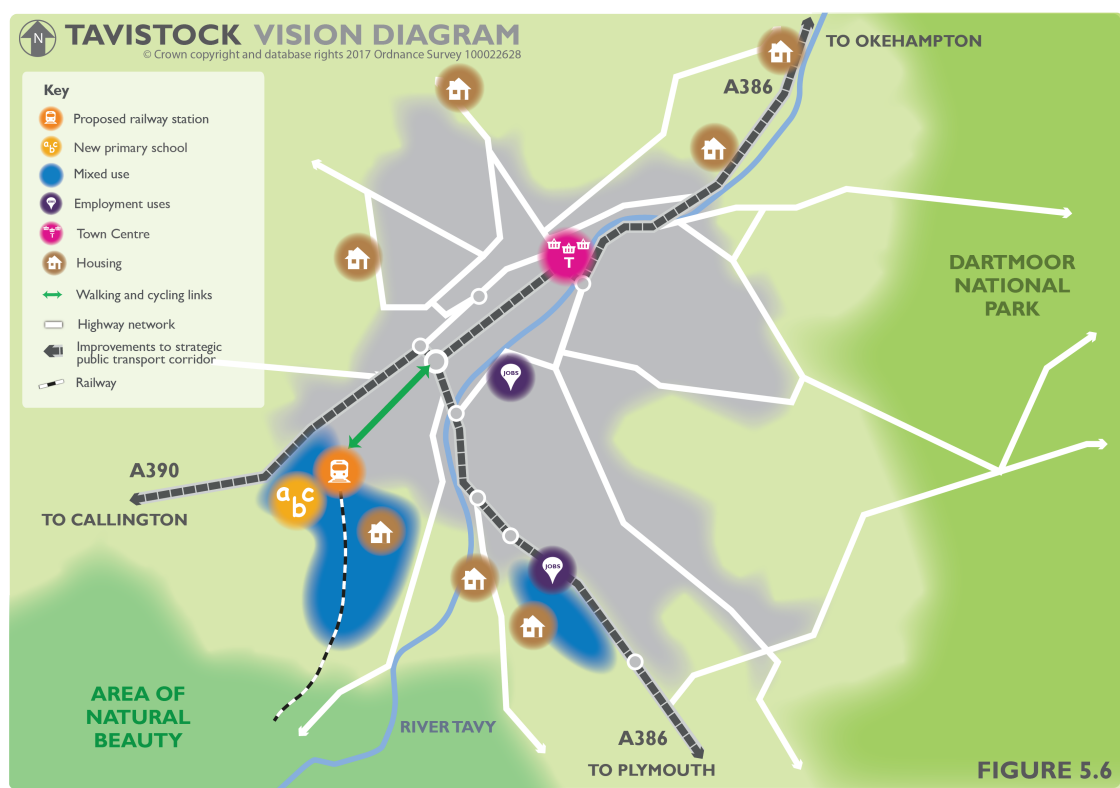 N
TAVISTOCK VISION DIAGRAM
© Crown copyright and database rights 2017 Ordnance Survey 100022628
Key
Proposed railway station
abc
New primary school
Mixed use
JOBS
Employment uses
T
Town Centre
Housing
Walking and cycling links
Highway network
Improvements to strategic
public transport corridor
Railway
TO OKEHAMPTON
A386
T
DARTMOOR
NATIONAL
PARK
JOBS
A390
TO CALLINGTON
abc
JOBS
AREA OF
NATURAL
BEAUTY
RIVER TAVY
A386
TO PLYMOUTH
FIGURE 5.6